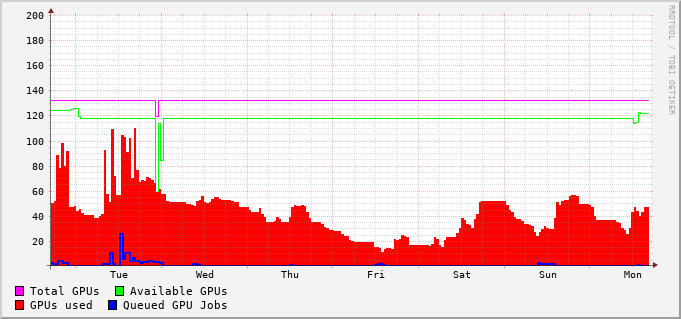 200
180
160
140
120
100
80
60
40
20
Tue Wed Thu Fri Sat Sun Mon
Total GPUs Available GPUs
GPUs used Queued GPU Jobs
RRDTOOL / TOBI OETIKER